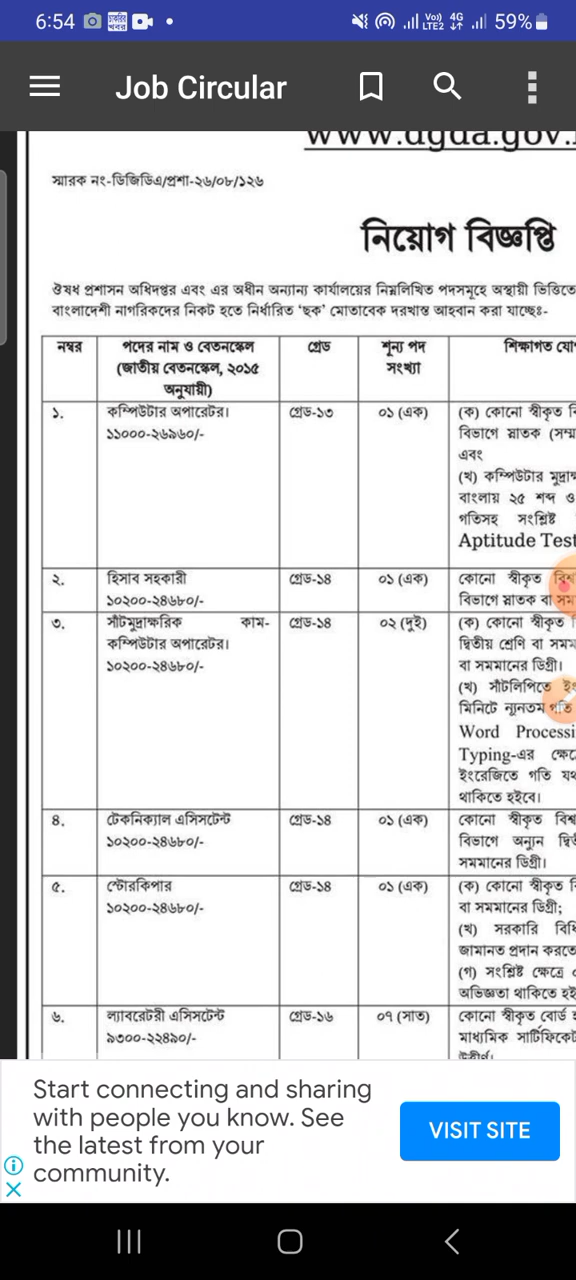 6:54
Vo)) 4G
LTE2
59%
Job Circular
www.dgda.gov.
স্মারক নং-ডিজিডিএ/প্রশা-২৬/০৮/১২৬
নিয়োগ বিজ্ঞপ্তি
ঔষধ প্রশাসন অধিদপ্তর এবং এর অধীন অন্যান্য কার্যালয়ের নিম্নলিখিত পদসমূহে অস্থায়ী ভিত্তিতে
বাংলাদেশী নাগরিকদের নিকট হতে নির্ধারিত ‘ছক’ মোতাবেক দরখাস্ত আহবান করা যাচ্ছেঃ-
নম্বর
পদের নাম ও বেতনস্কেল
(জাতীয় বেতনস্কেল, ২০১৫
অনুযায়ী)
গ্রেড
শূন্য পদ
সংখ্যা
শিক্ষাগত
১.
কম্পিউটার অপারেটর।
১১০০০-২৬৯৬০/-
গ্রেড-১৩
০১ (এক)
(ক) কোনো স্বীকৃত
বিভাগে স্নাতক (সম্ম
এবং
(খ) কম্পিউটার মুদ্রাক্ষ
বাংলায় ২৫ শব্দ ও
গতিসহ সংশ্লিষ্ট
Aptitude Test
২.
হিসাব সহকারী
১০২০০-২৪৬৮০/-
গ্রেড-১৪
০১ (এক)
কোনো স্বীকৃত বিশ্ব
বিভাগে স্নাতক বা সম
৩.
সাঁটমুদ্রাক্ষরিক কাম-
কম্পিউটার অপারেটর।
১০২০০-২৪৬৮০/-
গ্রেড-১৪
০২ (দুই)
(ক) কোনো স্বীকৃত
দ্বিতীয় শ্রেণি বা সমম
বা সমমানের ডিগ্রী।
(খ) সাঁটলিপিতে ইং
মিনিটে ন্যূনতম গতি
Word Processi
Typing-এর ক্ষেত্রে
ইংরেজিতে গতি যথ
থাকিতে হইবে।
৪.
টেকনিক্যাল এসিসটেন্ট
১০২০০-২৪৬৮০/-
গ্রেড-১৪
০১ (এক)
কোনো স্বীকৃত বিশ্ব
বিভাগে অন্যুন দ্বিতী
সমমানের ডিগ্রী।
৫.
স্টোরকিপার
১০২০০-২৪৬৮০/-
গ্রেড-১৪
০১ (এক)
(ক) কোনো স্বীকৃত
বা সমমানের ডিগ্রী;
(খ) সরকারি বিধি
জামানত প্রদান করতে
(গ) সংশ্লিষ্ট ক্ষেত্রে
অভিজ্ঞতা থাকিতে হই
৬.
ল্যাবরেটরী এসিসটেন্ট
৯৩০০-২২৪৯০/-
গ্রেড-১৬
০৭ (সাত)
কোনো স্বীকৃত বোর্ড
মাধ্যমিক সার্টিফিকেট
উত্তীর্ণ।
Start connecting and sharing
with people you know. See
the latest from your
community.
VISIT SITE